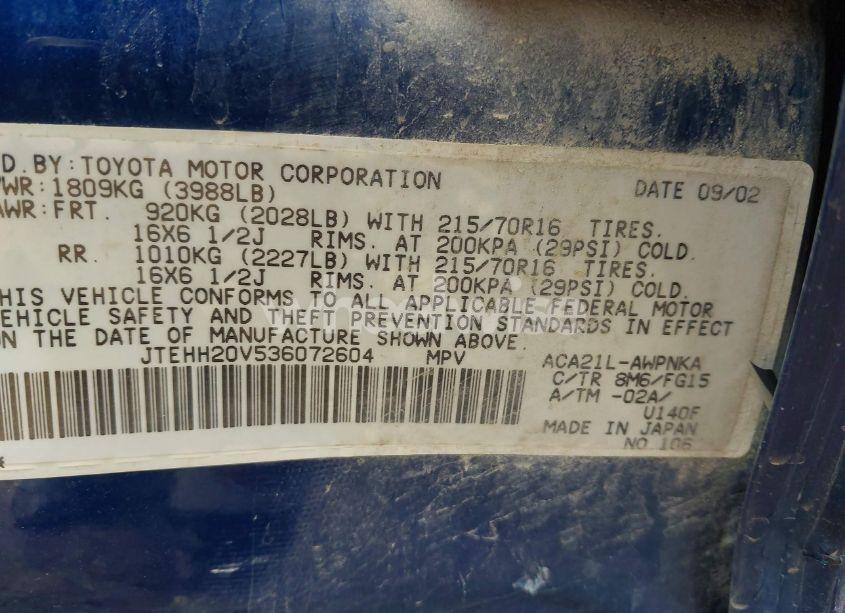 D. BY: TOYOTA MOTOR CORPORATION DATE 09/02
WR: 1809KG (3988LB)
AWR: FRT. 920KG (2028LB) WITH 215/70R16 TIRES.
16X6 1/2J RIMS. AT 200KPA (29PSI) COLD.
RR. 1010KG (2227LB) WITH 215/70R16 TIRES.
16X6 1/2J RIMS. AT 200KPA (29PSI) COLD.
HIS VEHICLE CONFORMS TO ALL APPLICABLE FEDERAL MOTOR
EHICLE SAFETY AND THEFT PREVENTION STANDARDS IN EFFECT
N THE DATE OF MANUFACTURE SHOWN ABOVE.
JTEHH20V536072604 MPV ACA21L-AWPNKA
C/TR 8M6/FG15
A/TM -02A/
U140F
MADE IN JAPAN
NO 106